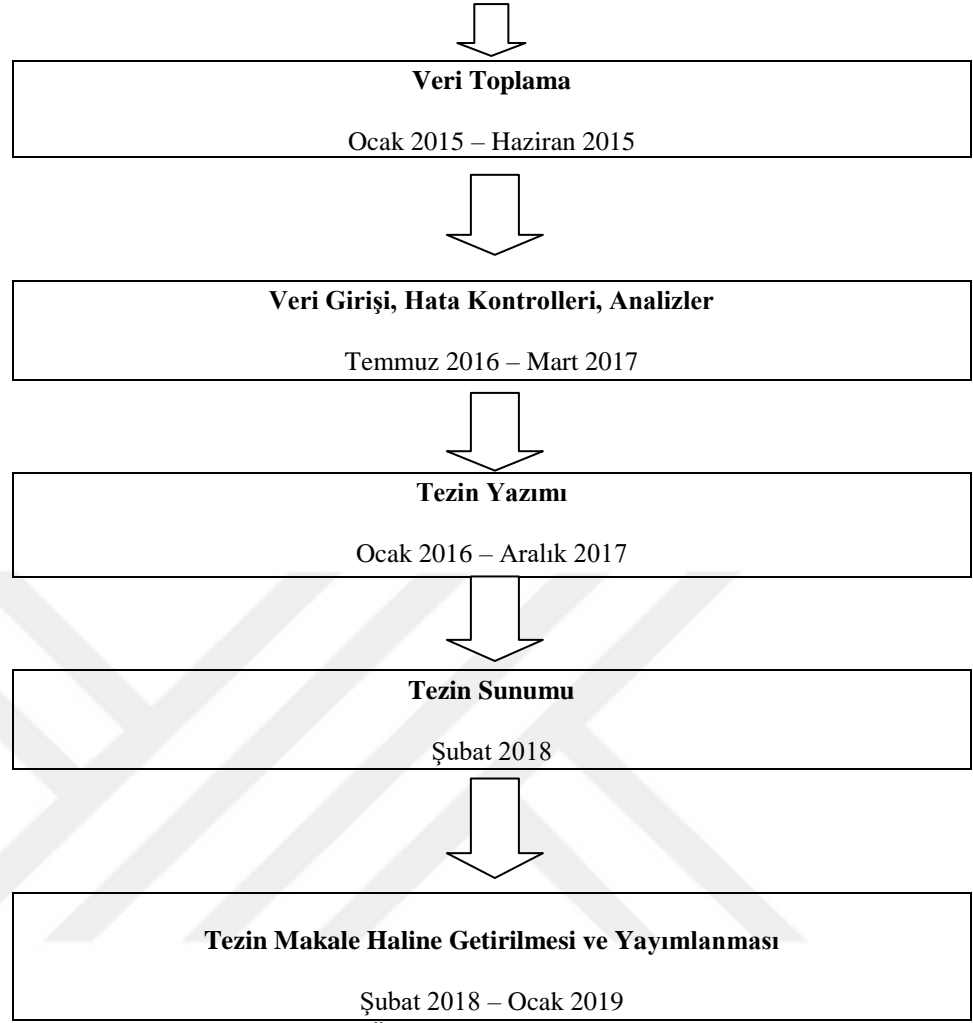 Veri Toplama
Ocak 2015 – Haziran 2015
Veri Girişi, Hata Kontrolleri, Analizler
Temmuz 2016 – Mart 2017
Tezin Yazımı
Ocak 2016 – Aralık 2017
Tezin Sunumu
Şubat 2018
Tezin Makale Haline Getirilmesi ve Yayımlanması
Şubat 2018 – Ocak 2019